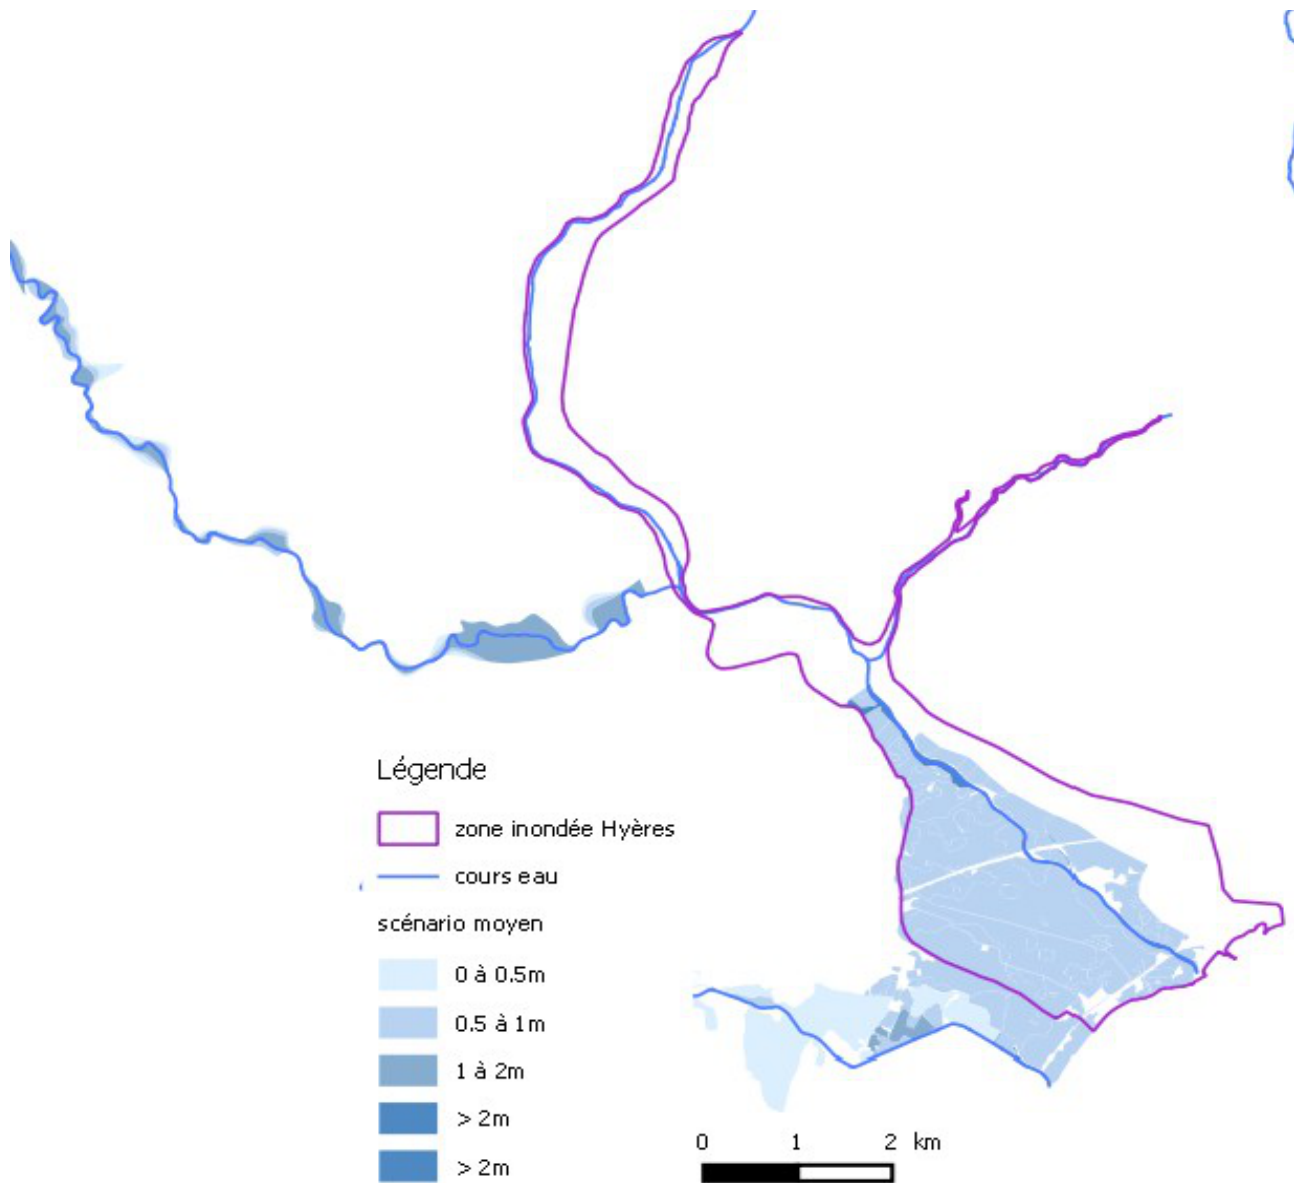 Légende
zone inondée Hyères
cours eau
scénario moyen
0 à 0.5m
0.5 à 1m
1 à 2m
> 2m
> 2m
0 1 2 km